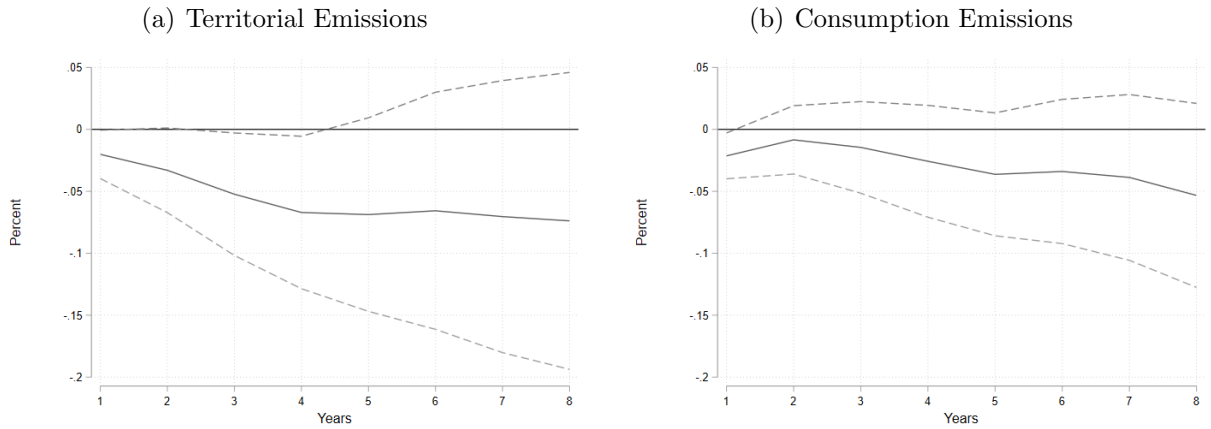 (a) Territorial Emissions
.05
0
-.05
-.1
-.15
-.2
Percent
1 2 3 4 5 6 7 8
Years
(b) Consumption Emissions
.05
0
-.05
-.1
-.15
-.2
Percent
1 2 3 4 5 6 7 8
Years